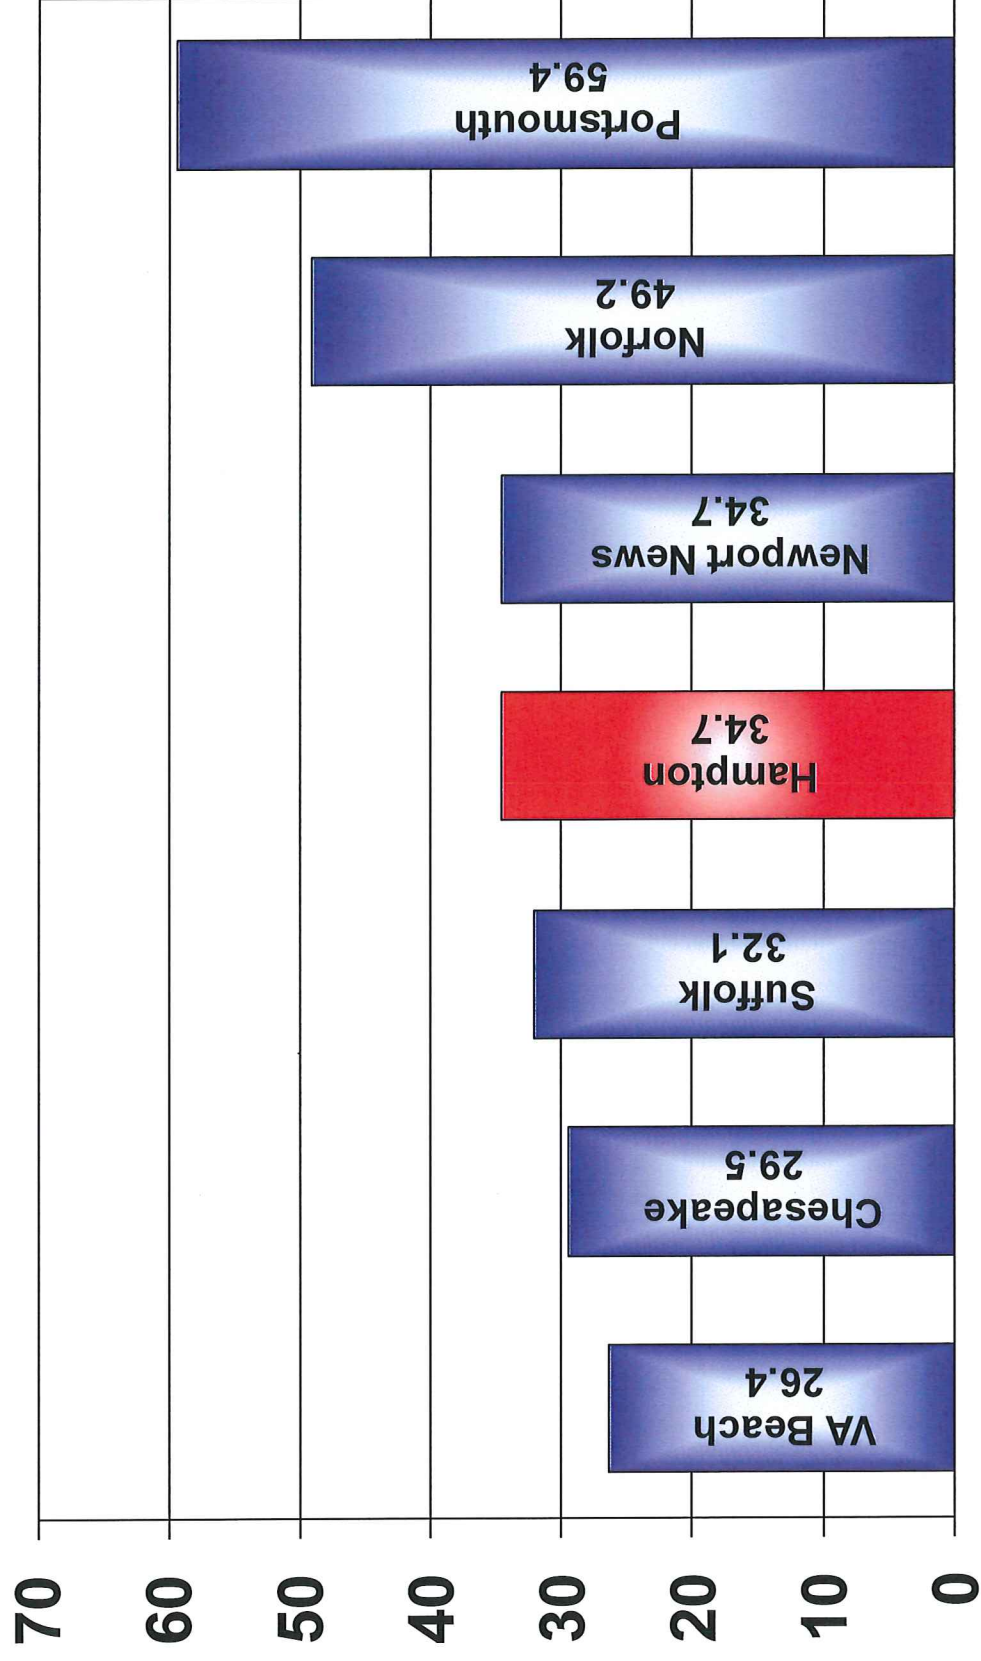 VA Beach
26.4
Chesapeake
29.5
Suffolk
32.1
Hampton
34.7
Newport News
34.7
Norfolk
49.2
Portsmouth
59.4
0
10
20
30
40
50
60
70